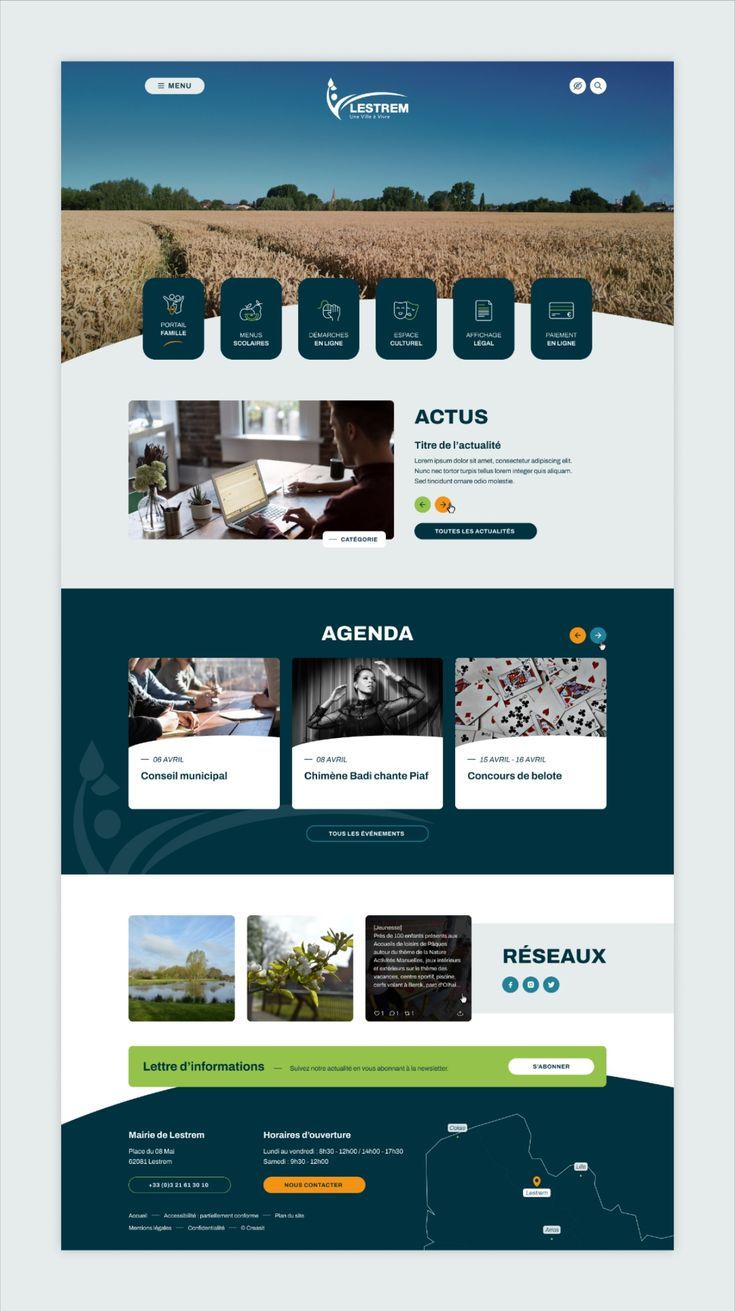 MENU
LESTREM
Une Ville à Vivre
PORTAIL
FAMILLE
MENUS
SCOLAIRES
DÉMARCHES
EN LIGNE
ESPACE
CULTUREL
AFFICHAGE
LÉGAL
PAIEMENT
EN LIGNE
CATÉGORIE
ACTUS
Titre de l'actualité
Lorem ipsum dolor sit amet, consectetur adipiscing elit.
Nunc nec tortor turpis tellus lorem integer quis aliquam.
Sed tincidunt ornare odio molestie.
TOUTES LES ACTUALITÉS
AGENDA
— 06 AVRIL
Conseil municipal
— 08 AVRIL
Chimène Badi chante Piaf
— 15 AVRIL - 16 AVRIL
Concours de belote
TOUS LES ÉVÉNEMENTS
[Jeunesse]
Près de 100 enfants présents aux
Accueils de loisirs de Pâques
autour du thème de la Nature
Activités Manuelles, jeux intérieurs
et extérieurs sur le thème des
vacances, centre sportif, piscine,
cerfs volant à Berck, parc d'Olhai...
1 1 1
RÉSEAUX
Lettre d'informations — Suivez notre actualité en vous abonnant à la newsletter.
S'ABONNER
Mairie de Lestrem
Place du 08 Mai
62081 Lestrem
+33 (0)3 21 61 30 10
Horaires d'ouverture
Lundi au vendredi : 8h30 - 12h00 / 14h00 - 17h30
Samedi : 9h30 - 12h00
NOUS CONTACTER
Accueil — Accessibilité : partiellement conforme — Plan du site
Mentions légales — Confidentialité — © Creasit
Calais
Lille
Lestrem
Arras